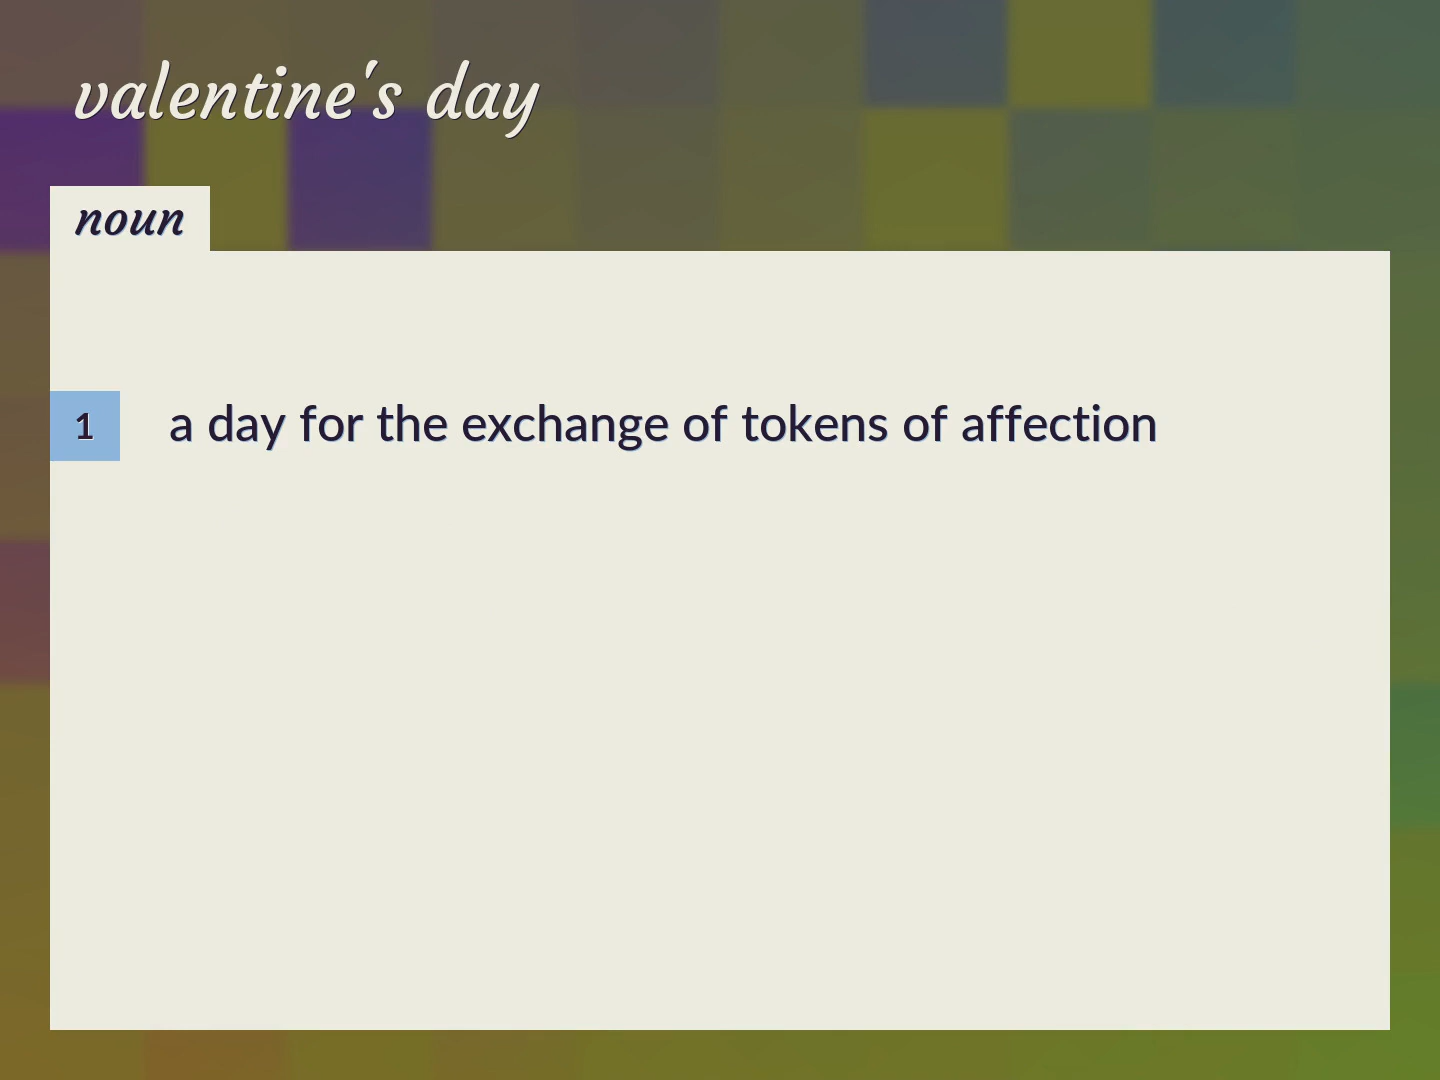 valentine's day
noun
1 a day for the exchange of tokens of affection